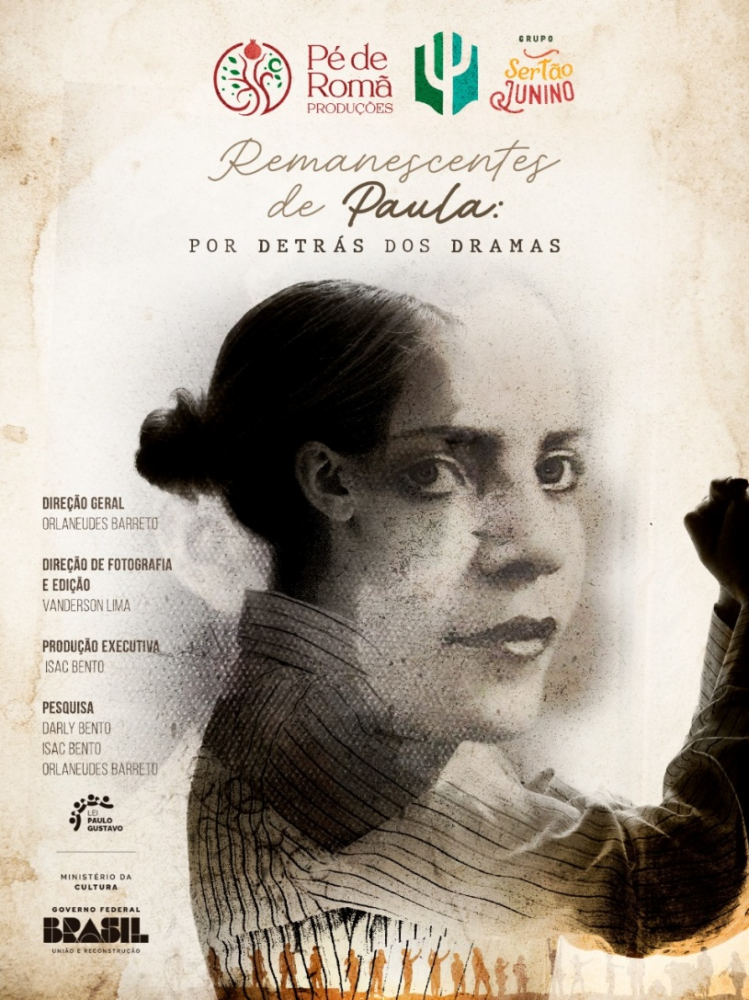 Pé de
Romã
PRODUÇÕES
GRUPO
Sertão
JUNINO
Remanescentes
de Paula:
POR DETRÁS DOS DRAMAS
DIREÇÃO GERAL
ORLANEUDES BARRETO
DIREÇÃO DE FOTOGRAFIA
E EDIÇÃO
VANDERSON LIMA
PRODUÇÃO EXECUTIVA
ISAC BENTO
PESQUISA
DARLY BENTO
ISAC BENTO
ORLANEUDES BARRETO
LEI
PAULO
GUSTAVO
MINISTÉRIO DA
CULTURA
GOVERNO FEDERAL
BRASIL
UNIÃO E RECONSTRUÇÃO